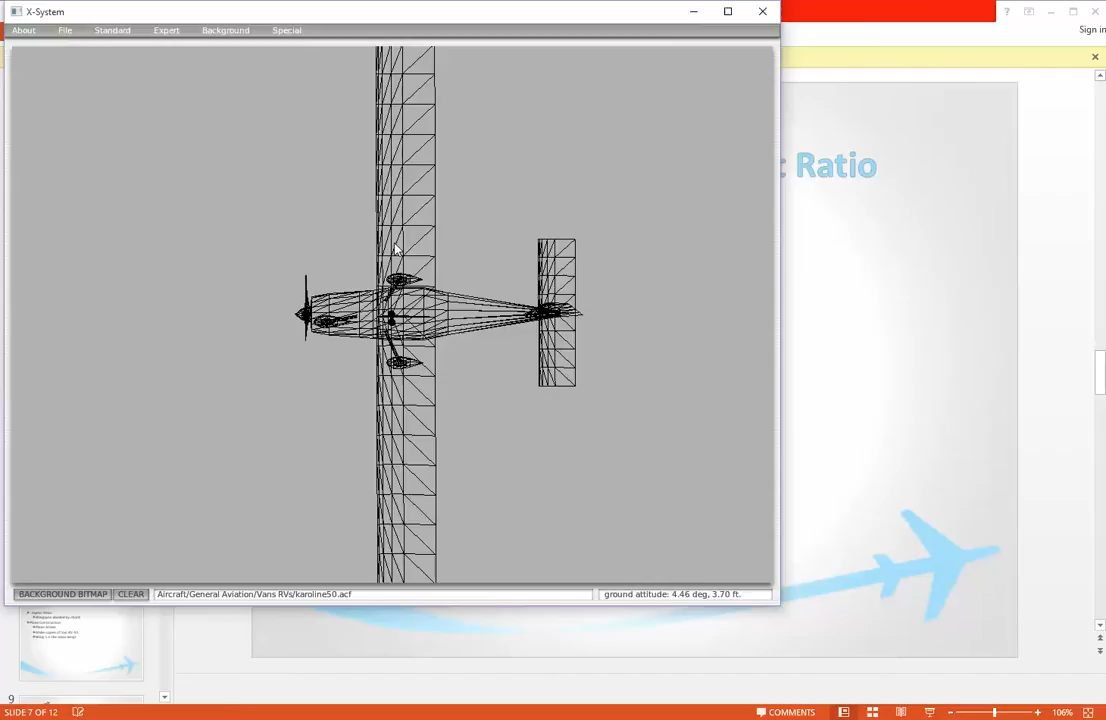 X-System
About File Standard Expert Background Special
Sign in
Ratio
BACKGROUND BITMAP CLEAR Aircraft/General Aviation/Vans RVs/karoline50.acf ground attitude: 4.46 deg, 3.70 ft.
9
SLIDE 7 OF 12 COMMENTS 106%